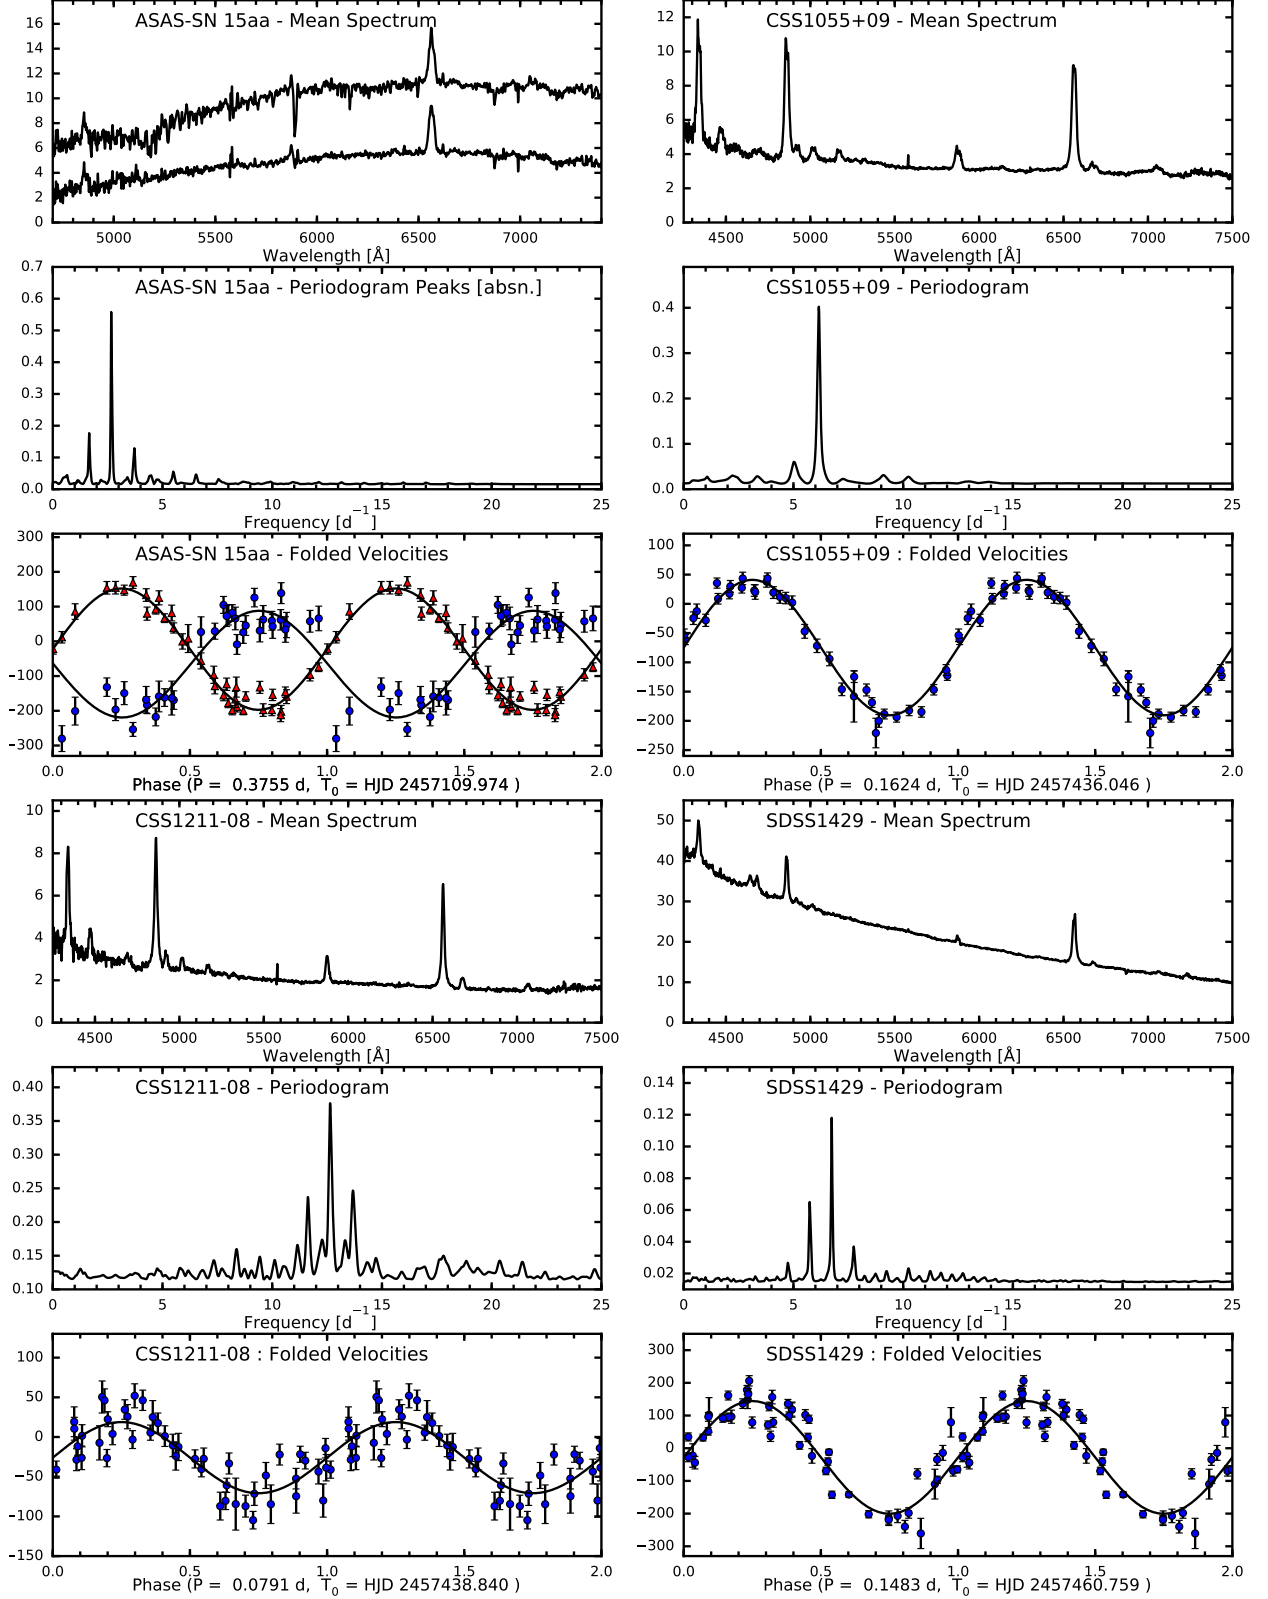 ASAS-SN 15aa - Mean Spectrum
16
14
12
10
8
6
4
2
0
5000 5500 6000 6500 7000
Wavelength [Å]
CSS1055+09 - Mean Spectrum
12
10
8
6
4
2
0
4500 5000 5500 6000 6500 7000 7500
Wavelength [Å]
ASAS-SN 15aa - Periodogram Peaks [absn.]
0.7
0.6
0.5
0.4
0.3
0.2
0.1
0.0
0 5 10 15 20 25
Frequency [d⁻¹]
CSS1055+09 - Periodogram
0.4
0.3
0.2
0.1
0.0
0 5 10 15 20 25
Frequency [d⁻¹]
ASAS-SN 15aa - Folded Velocities
300
200
100
0
−100
−200
−300
0.0 0.5 1.0 1.5 2.0
Phase (P = 0.3755 d, T₀ = HJD 2457109.974 )
CSS1055+09 : Folded Velocities
100
50
0
−50
−100
−150
−200
−250
0.0 0.5 1.0 1.5 2.0
Phase (P = 0.1624 d, T₀ = HJD 2457436.046 )
CSS1211-08 - Mean Spectrum
10
8
6
4
2
0
4500 5000 5500 6000 6500 7000 7500
Wavelength [Å]
SDSS1429 - Mean Spectrum
50
40
30
20
10
0
4500 5000 5500 6000 6500 7000 7500
Wavelength [Å]
CSS1211-08 - Periodogram
0.40
0.35
0.30
0.25
0.20
0.15
0.10
0 5 10 15 20 25
Frequency [d⁻¹]
SDSS1429 - Periodogram
0.14
0.12
0.10
0.08
0.06
0.04
0.02
0 5 10 15 20 25
Frequency [d⁻¹]
CSS1211-08 : Folded Velocities
100
50
0
−50
−100
−150
0.0 0.5 1.0 1.5 2.0
Phase (P = 0.0791 d, T₀ = HJD 2457438.840 )
SDSS1429 : Folded Velocities
300
200
100
0
−100
−200
−300
0.0 0.5 1.0 1.5 2.0
Phase (P = 0.1483 d, T₀ = HJD 2457460.759 )